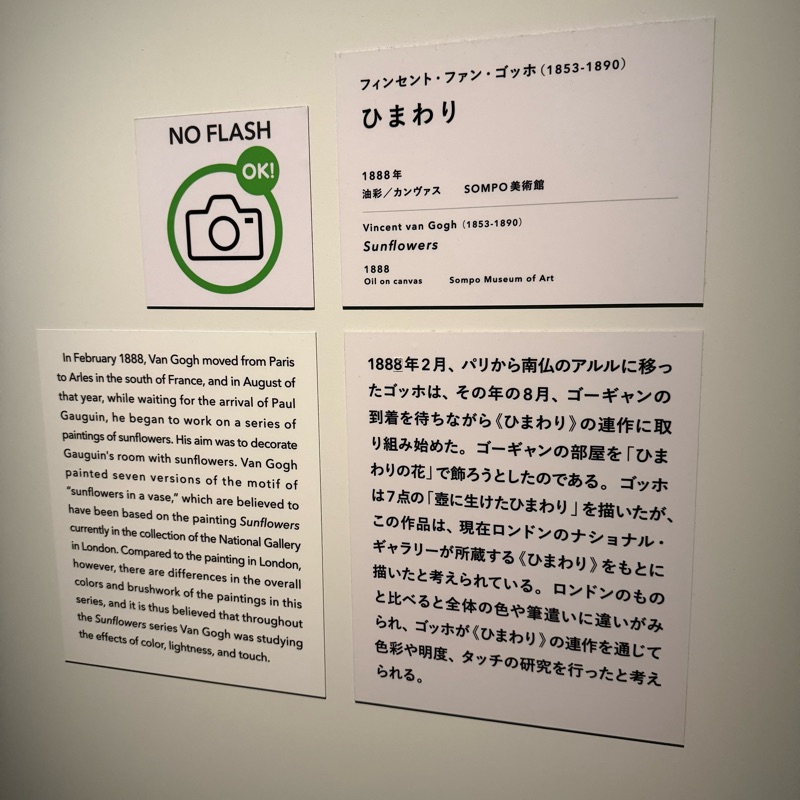 NO FLASH
OK!
フィンセント・ファン・ゴッホ（1853-1890）
ひまわり
1888年
油彩／カンヴァス　SOMPO美術館
Vincent van Gogh（1853-1890）
Sunflowers
1888
Oil on canvas　Sompo Museum of Art
In February 1888, Van Gogh moved from Paris
to Arles in the south of France, and in August of
that year, while waiting for the arrival of Paul
Gauguin, he began to work on a series of
paintings of sunflowers. His aim was to decorate
Gauguin's room with sunflowers. Van Gogh
painted seven versions of the motif of
"sunflowers in a vase," which are believed to
have been based on the painting Sunflowers
currently in the collection of the National Gallery
in London. Compared to the painting in London,
however, there are differences in the overall
colors and brushwork of the paintings in this
series, and it is thus believed that throughout
the Sunflowers series Van Gogh was studying
the effects of color, lightness, and touch.
1888年2月、パリから南仏のアルルに移っ
たゴッホは、その年の8月、ゴーギャンの
到着を待ちながら《ひまわり》の連作に取
り組み始めた。ゴーギャンの部屋を「ひま
わりの花」で飾ろうとしたのである。ゴッホ
は7点の「壺に生けたひまわり」を描いたが、
この作品は、現在ロンドンのナショナル・
ギャラリーが所蔵する《ひまわり》をもとに
描いたと考えられている。ロンドンのもの
と比べると全体の色や筆遣いに違いがみ
られ、ゴッホが《ひまわり》の連作を通じて
色彩や明度、タッチの研究を行ったと考え
られる。